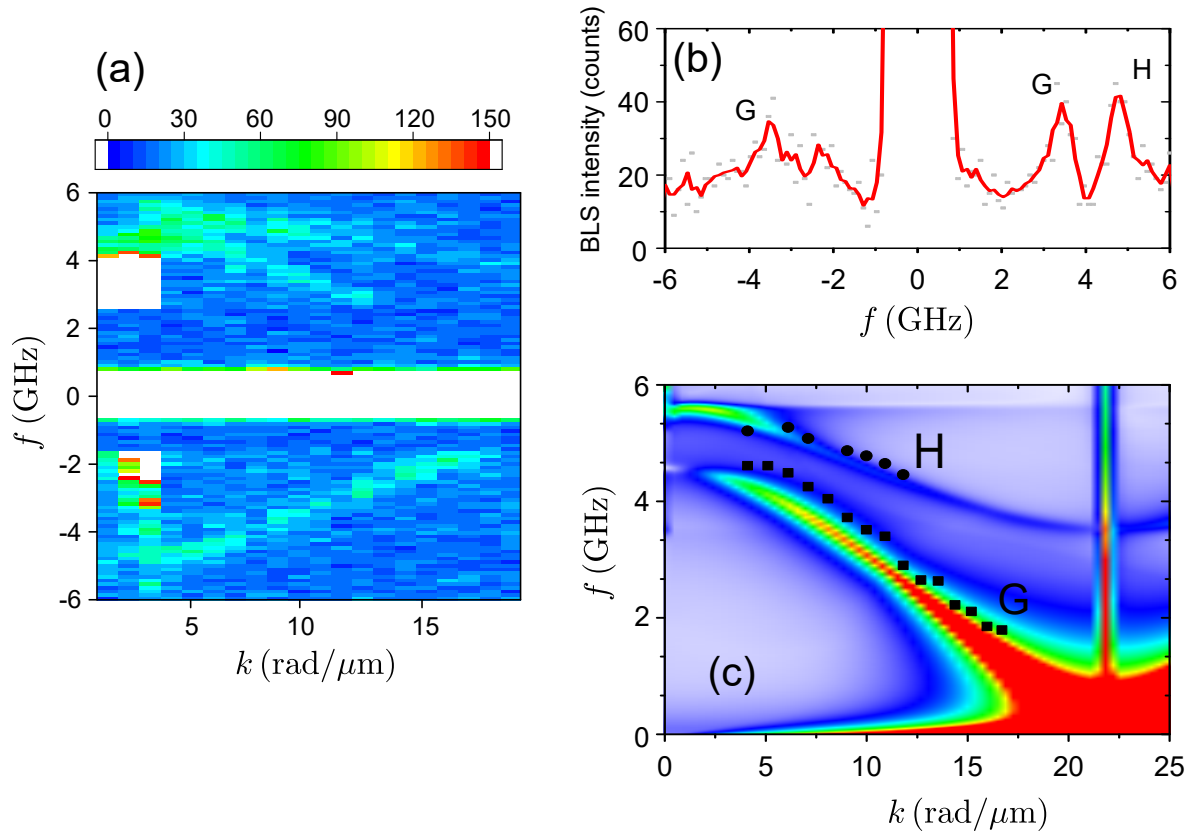 (a)
0 30 60 90 120 150
6
4
2
0
-2
-4
-6
f (GHz)
5 10 15
k (rad/μm)
(b)
60
40
20
0
BLS intensity (counts)
G
G
H
-6 -4 -2 0 2 4 6
f (GHz)
6
4
2
0
f (GHz)
H
G
(c)
0 5 10 15 20 25
k (rad/μm)